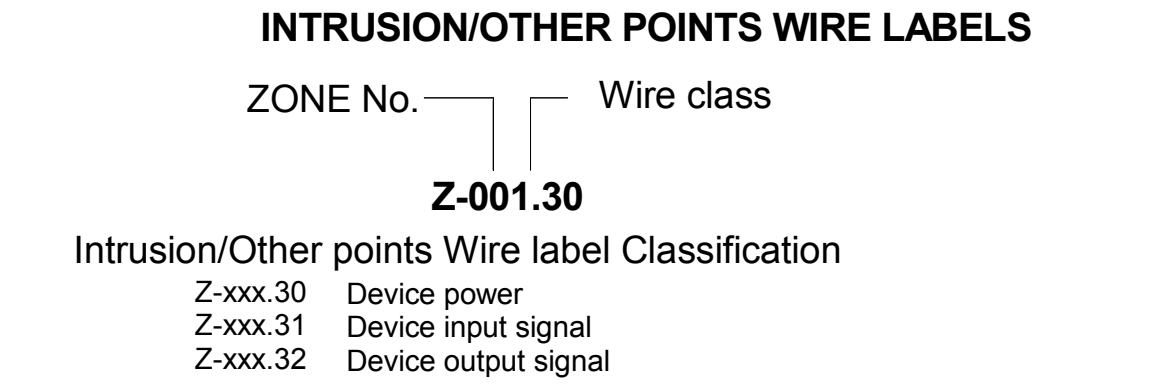 INTRUSION/OTHER POINTS WIRE LABELS
ZONE No. Wire class
Z-001.30
Intrusion/Other points Wire label Classification
Z-xxx.30 Device power
Z-xxx.31 Device input signal
Z-xxx.32 Device output signal